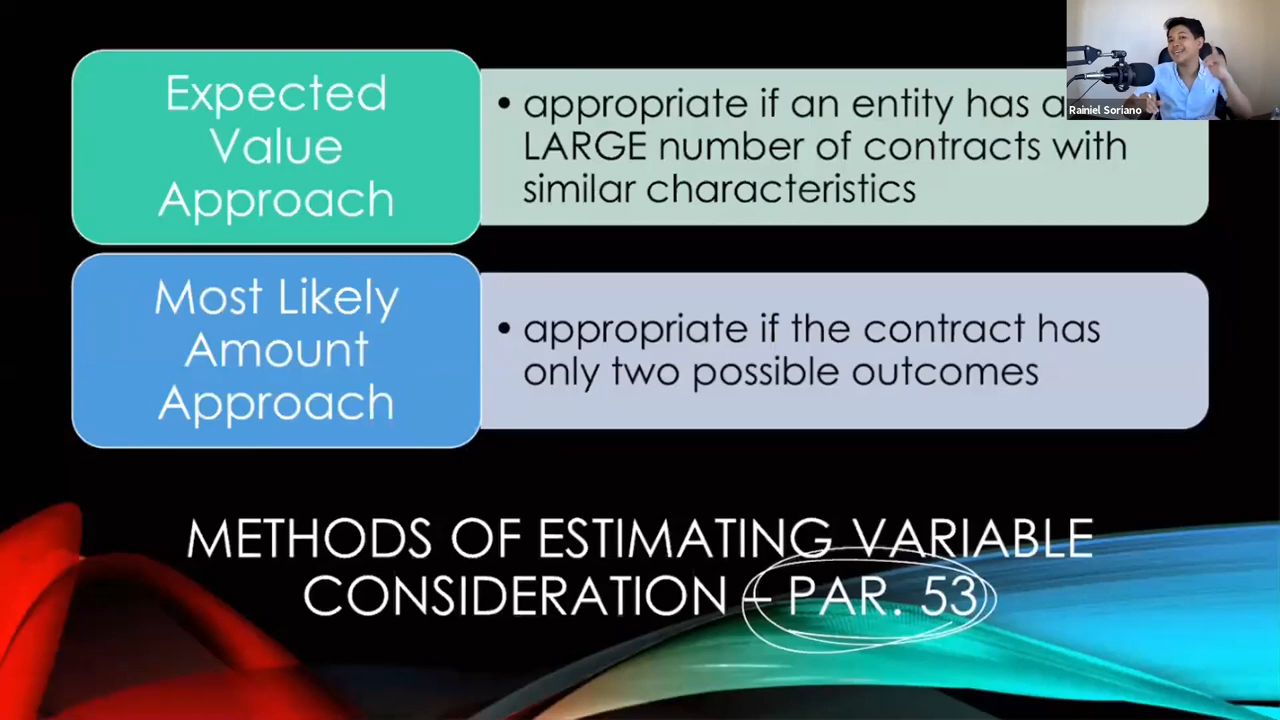 Expected
Value
Approach
• appropriate if an entity has a
LARGE number of contracts with
similar characteristics
Most Likely
Amount
Approach
• appropriate if the contract has
only two possible outcomes
METHODS OF ESTIMATING VARIABLE
CONSIDERATION – PAR. 53
Rainiel Soriano